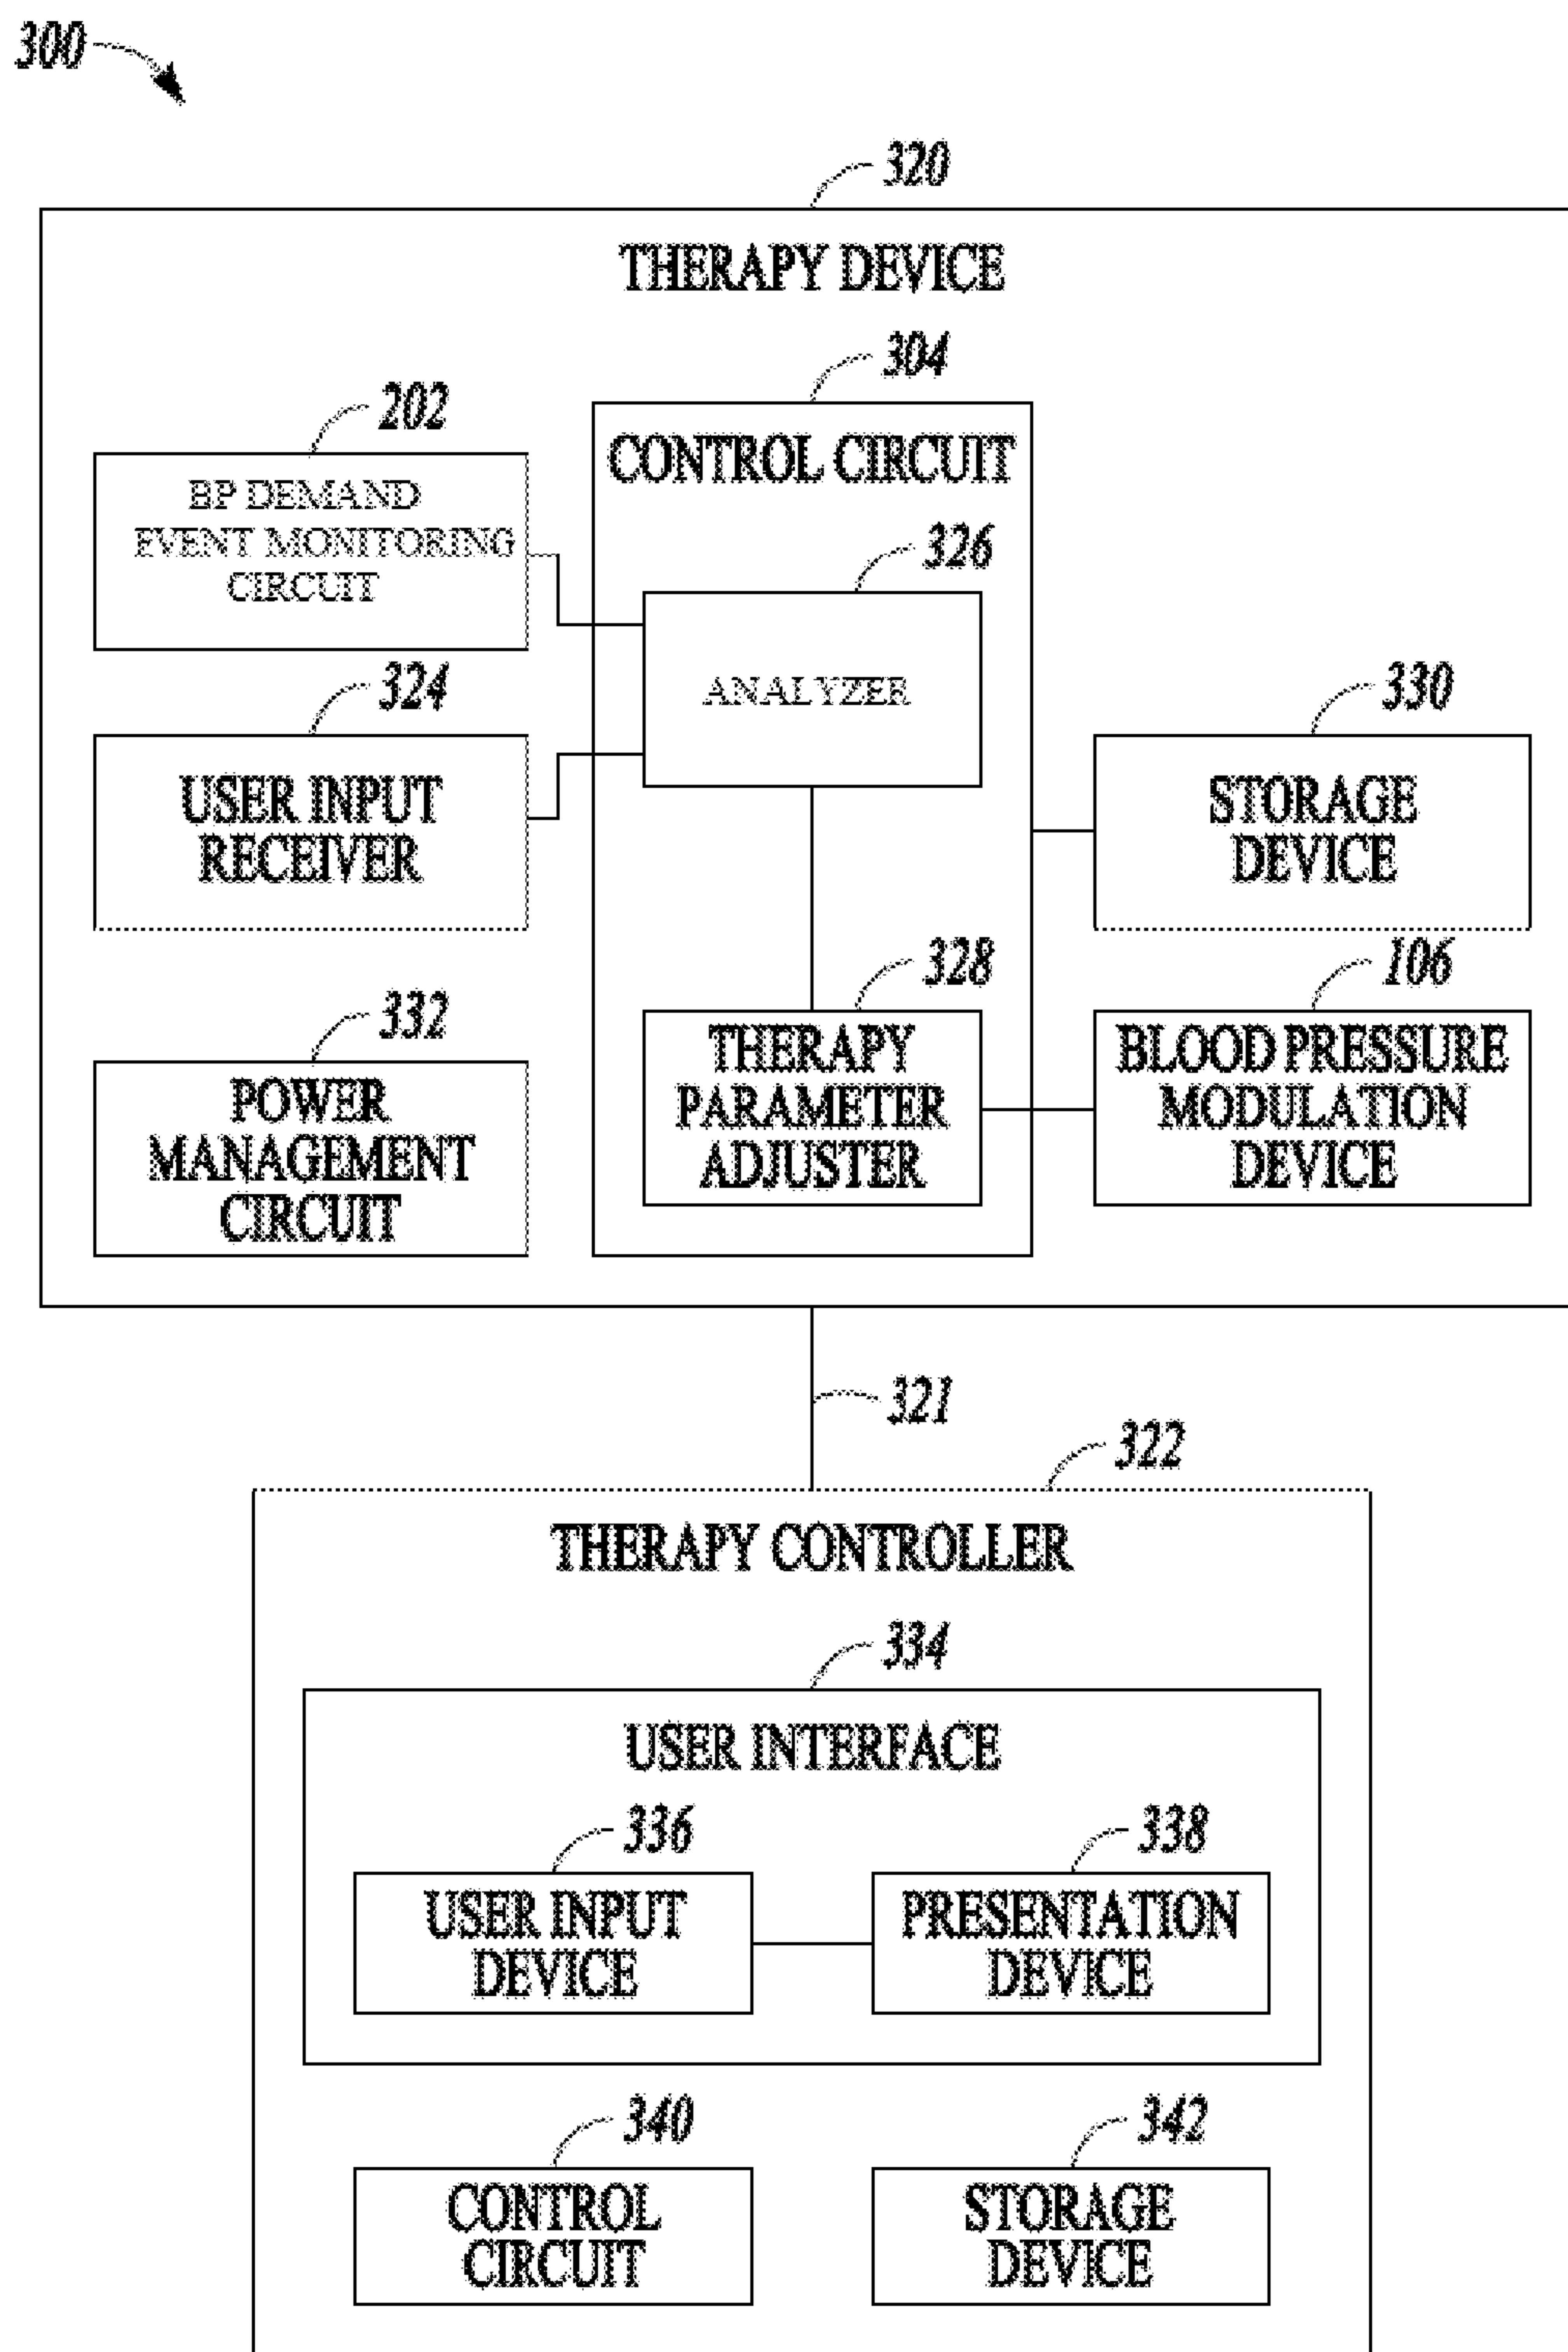 300
320
THERAPY DEVICE
304
202
CONTROL CIRCUIT
BP DEMAND
EVENT MONITORING
CIRCUIT
326
ANALYZER
324
330
USER INPUT
RECEIVER
STORAGE
DEVICE
328
106
332
THERAPY
PARAMETER
ADJUSTER
BLOOD PRESSURE
MODULATION
DEVICE
POWER
MANAGEMENT
CIRCUIT
321
322
THERAPY CONTROLLER
334
USER INTERFACE
336
338
USER INPUT
DEVICE
PRESENTATION
DEVICE
340
342
CONTROL
CIRCUIT
STORAGE
DEVICE